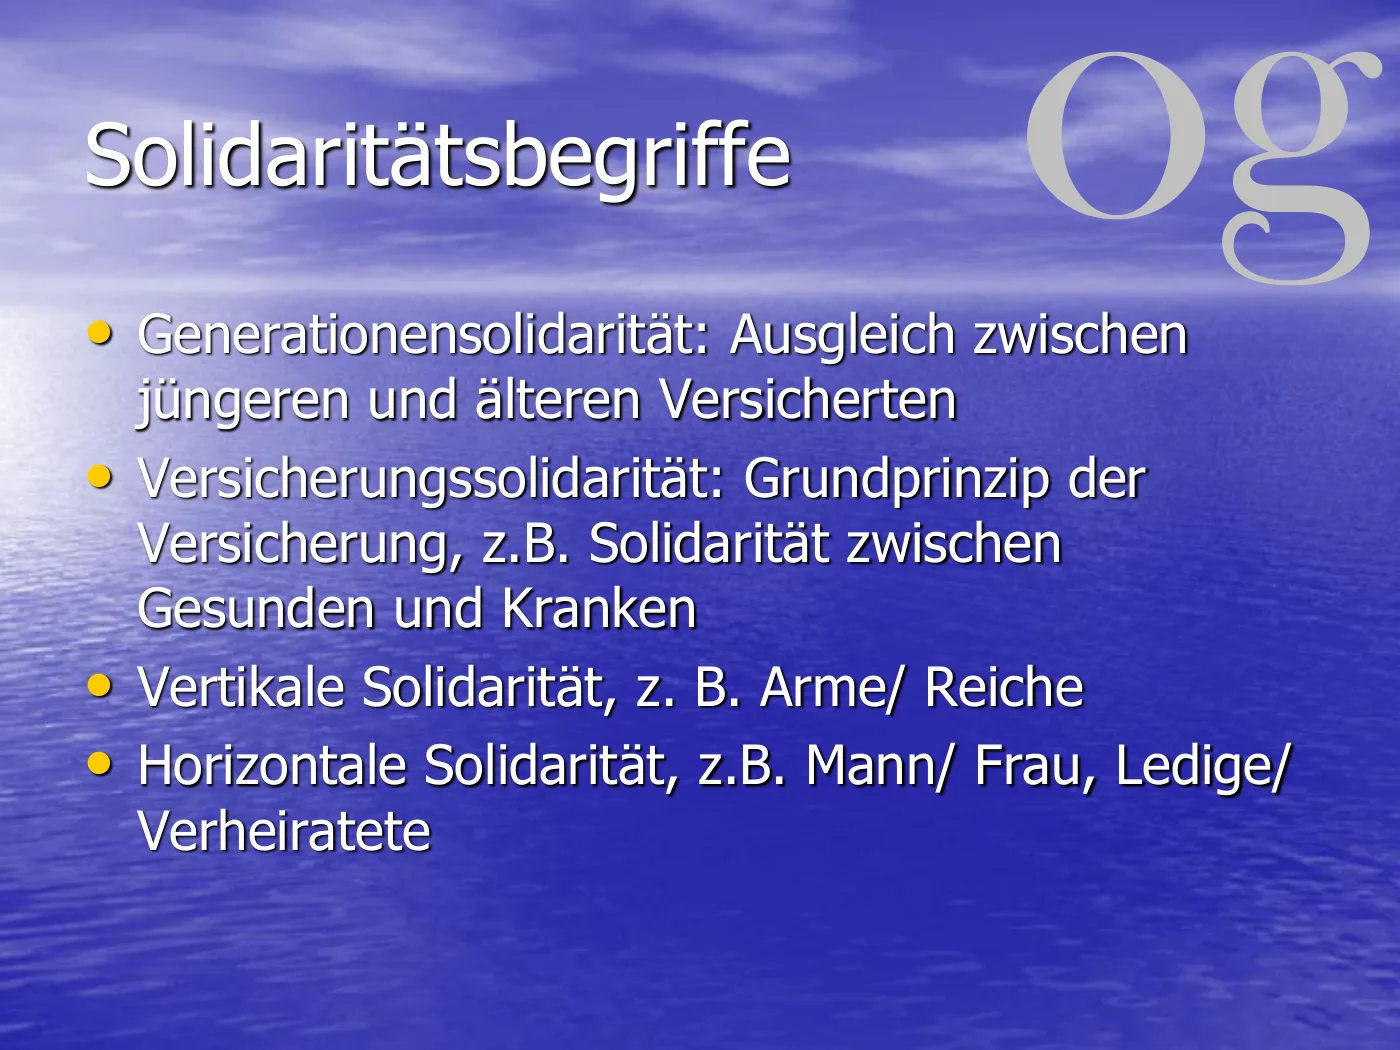 og
Solidaritätsbegriffe
• Generationensolidarität: Ausgleich zwischen
jüngeren und älteren Versicherten
• Versicherungssolidarität: Grundprinzip der
Versicherung, z.B. Solidarität zwischen
Gesunden und Kranken
• Vertikale Solidarität, z. B. Arme/ Reiche
• Horizontale Solidarität, z.B. Mann/ Frau, Ledige/
Verheiratete